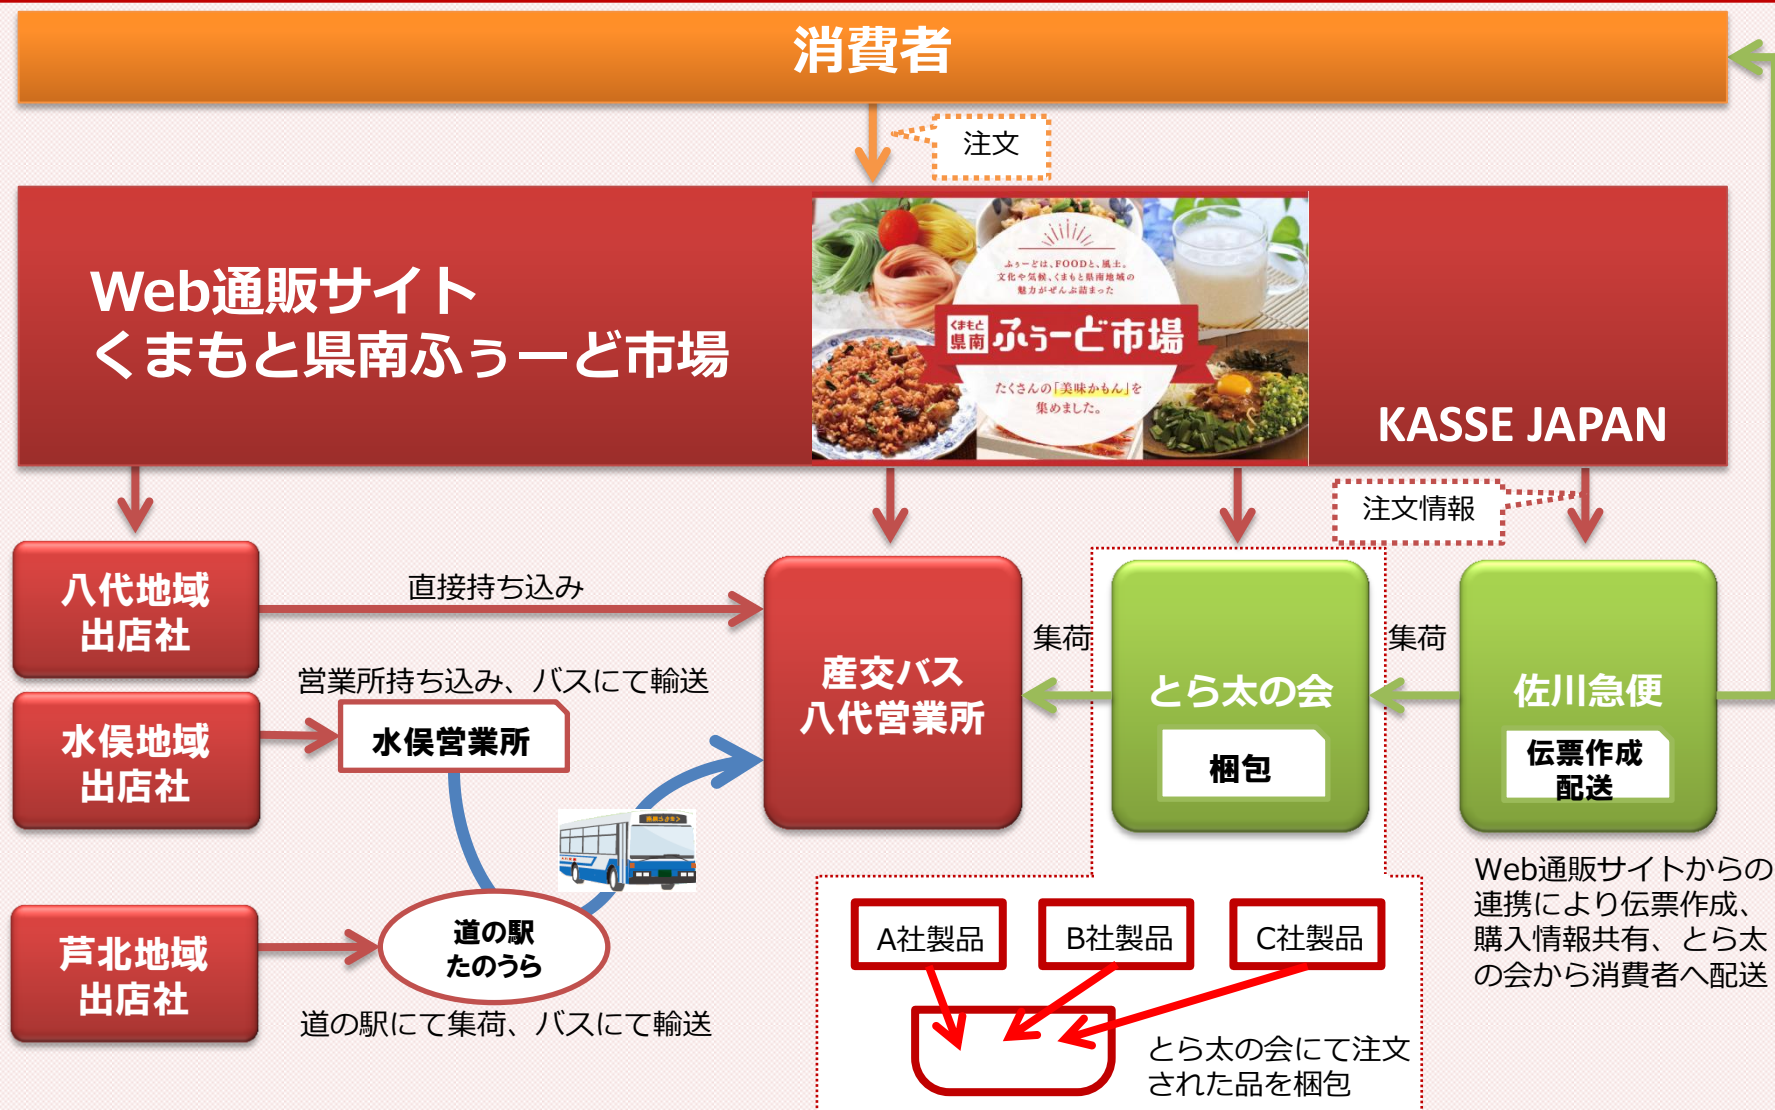 消費者
注文
Web通販サイト
くまもと県南ふぅーど市場
ふぅーどは、FOODと、風土。
文化や気候、くまもと県南地域の
魅力がぜんぶ詰まった
くまもと
県南
ふぅーど市場
たくさんの「美味かもん」を
集めました。
KASSE JAPAN
注文情報
八代地域
出店社
直接持ち込み
営業所持ち込み、バスにて輸送
水俣地域
出店社
水俣営業所
産交バス
八代営業所
集荷
とら太の会
梱包
集荷
佐川急便
伝票作成
配送
芦北地域
出店社
道の駅
たのうら
道の駅にて集荷、バスにて輸送
A社製品
B社製品
C社製品
とら太の会にて注文
された品を梱包
Web通販サイトからの
連携により伝票作成、
購入情報共有、とら太
の会から消費者へ配送